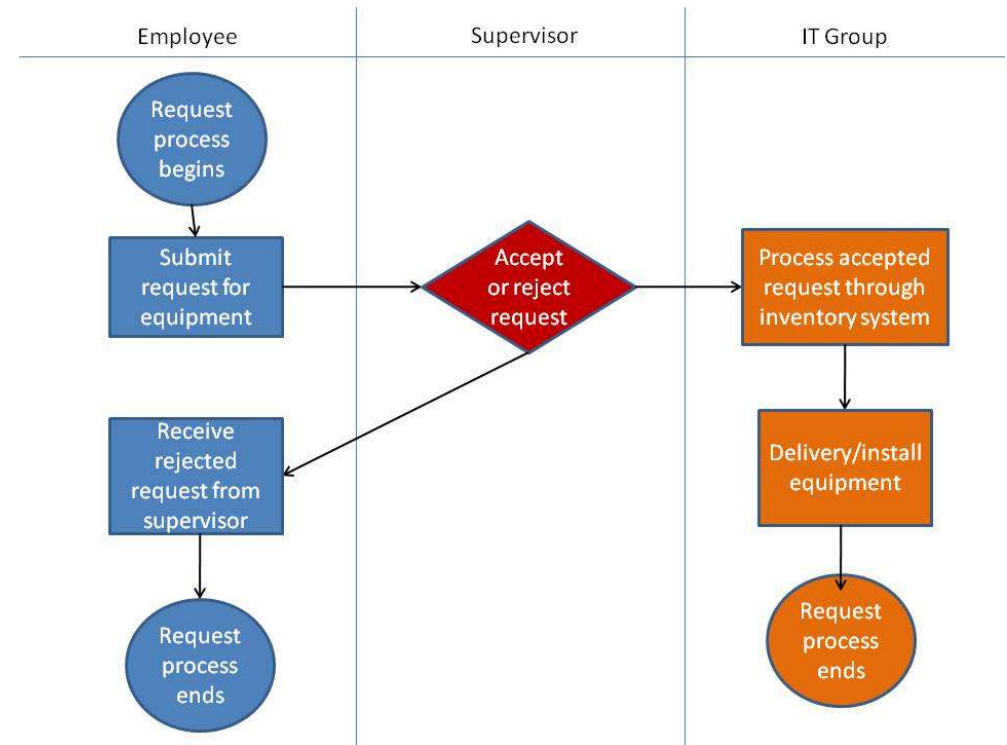 Employee
Supervisor
IT Group
Request
process
begins
Submit
request for
equipment
Accept
or reject
request
Process accepted
request through
inventory system
Receive
rejected
request from
supervisor
Delivery/install
equipment
Request
process
ends
Request
process
ends